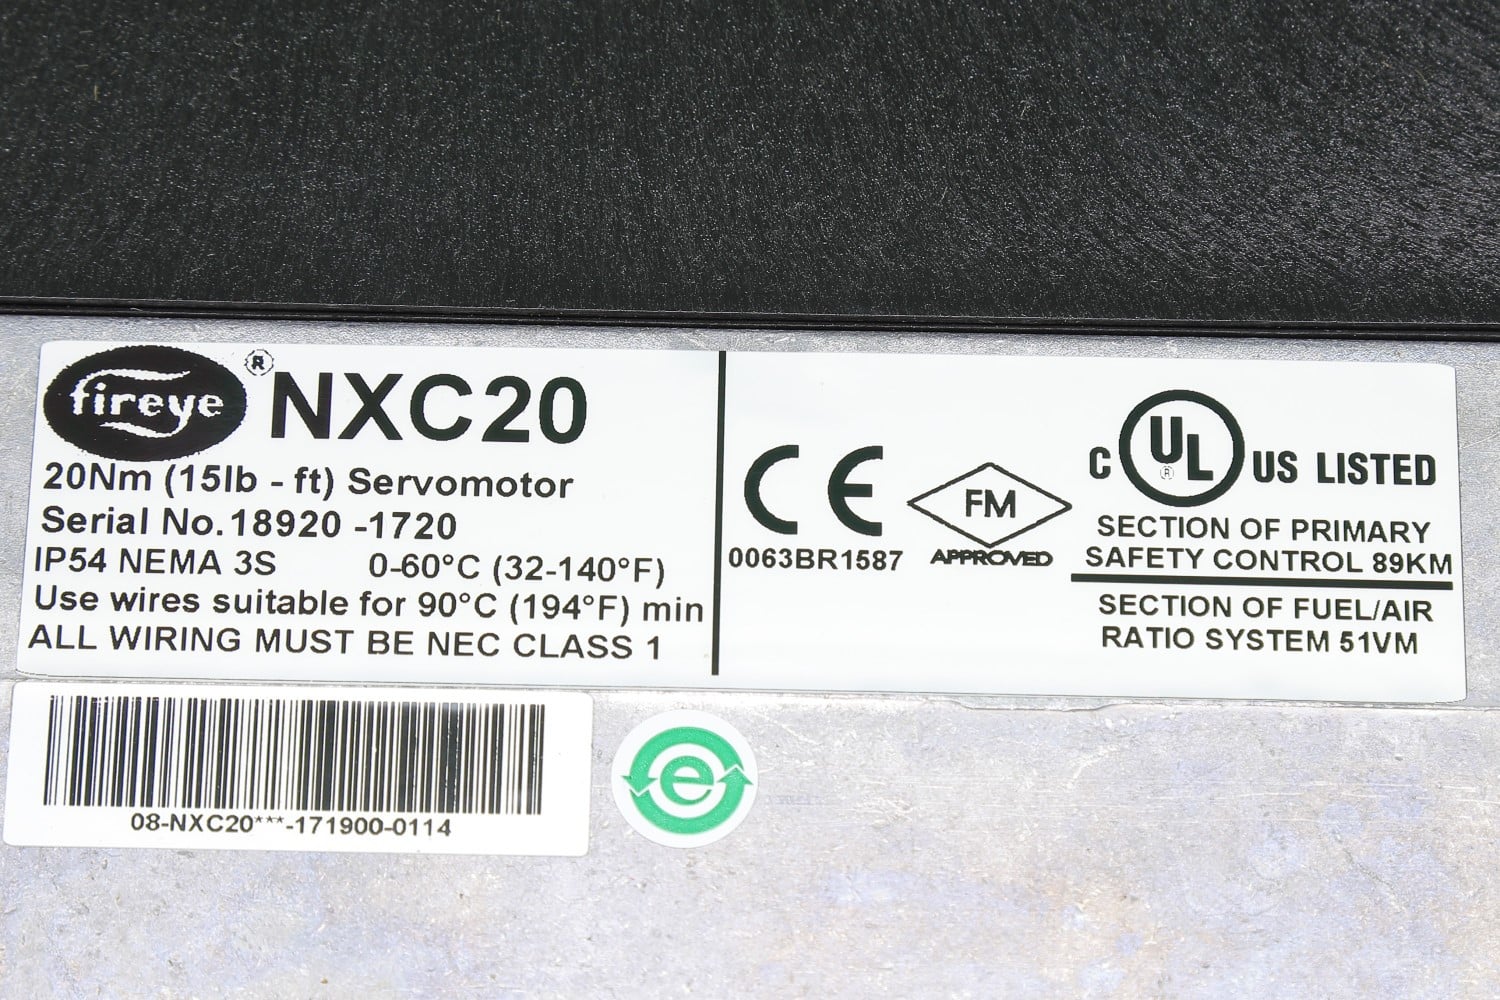 fireye® NXC20
20Nm (15lb - ft) Servomotor
Serial No. 18920 -1720
IP54 NEMA 3S 0-60°C (32-140°F)
Use wires suitable for 90°C (194°F) min
ALL WIRING MUST BE NEC CLASS 1
CE
0063BR1587
FM
APPROVED
C UL® US LISTED
SECTION OF PRIMARY
SAFETY CONTROL 89KM
SECTION OF FUEL/AIR
RATIO SYSTEM 51VM
08-NXC20***-171900-0114
e